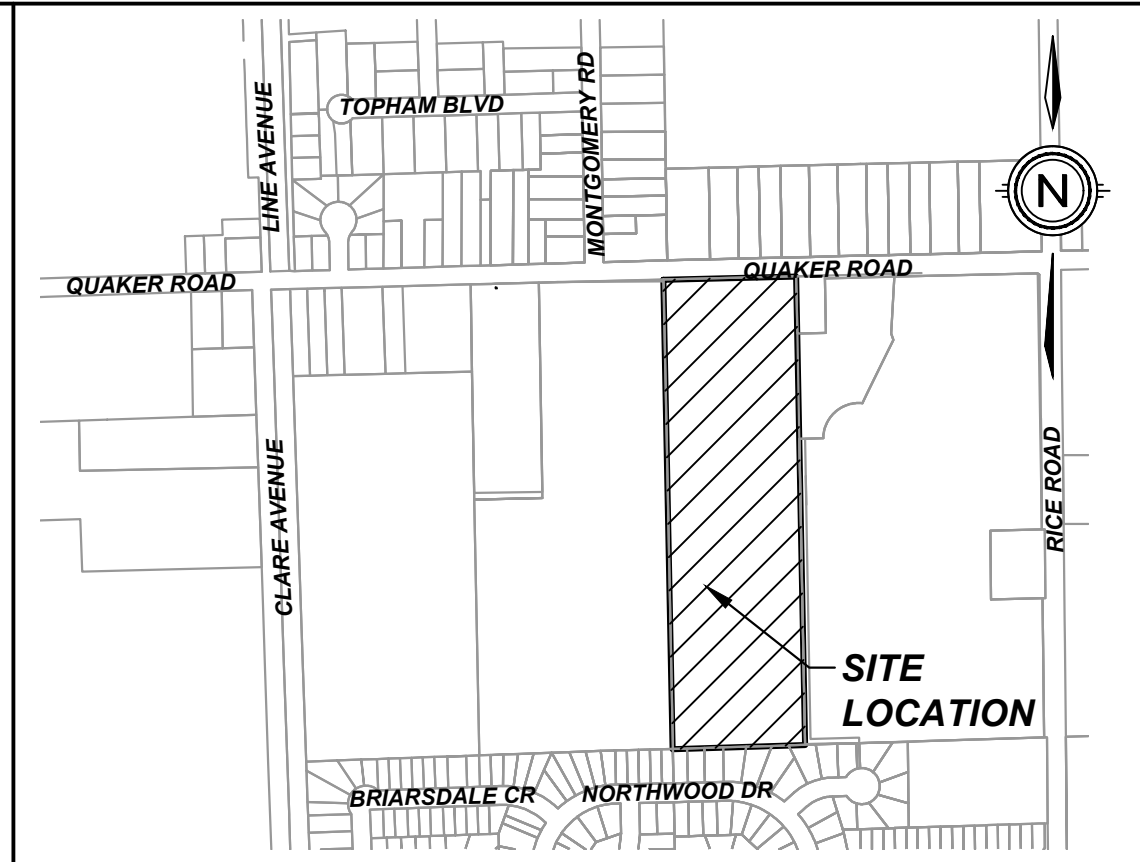 TOPHAM BLVD
LINE AVENUE
MONTGOMERY RD
N
QUAKER ROAD
QUAKER ROAD
CLARE AVENUE
RICE ROAD
SITE
LOCATION
BRIARSDALE CR
NORTHWOOD DR